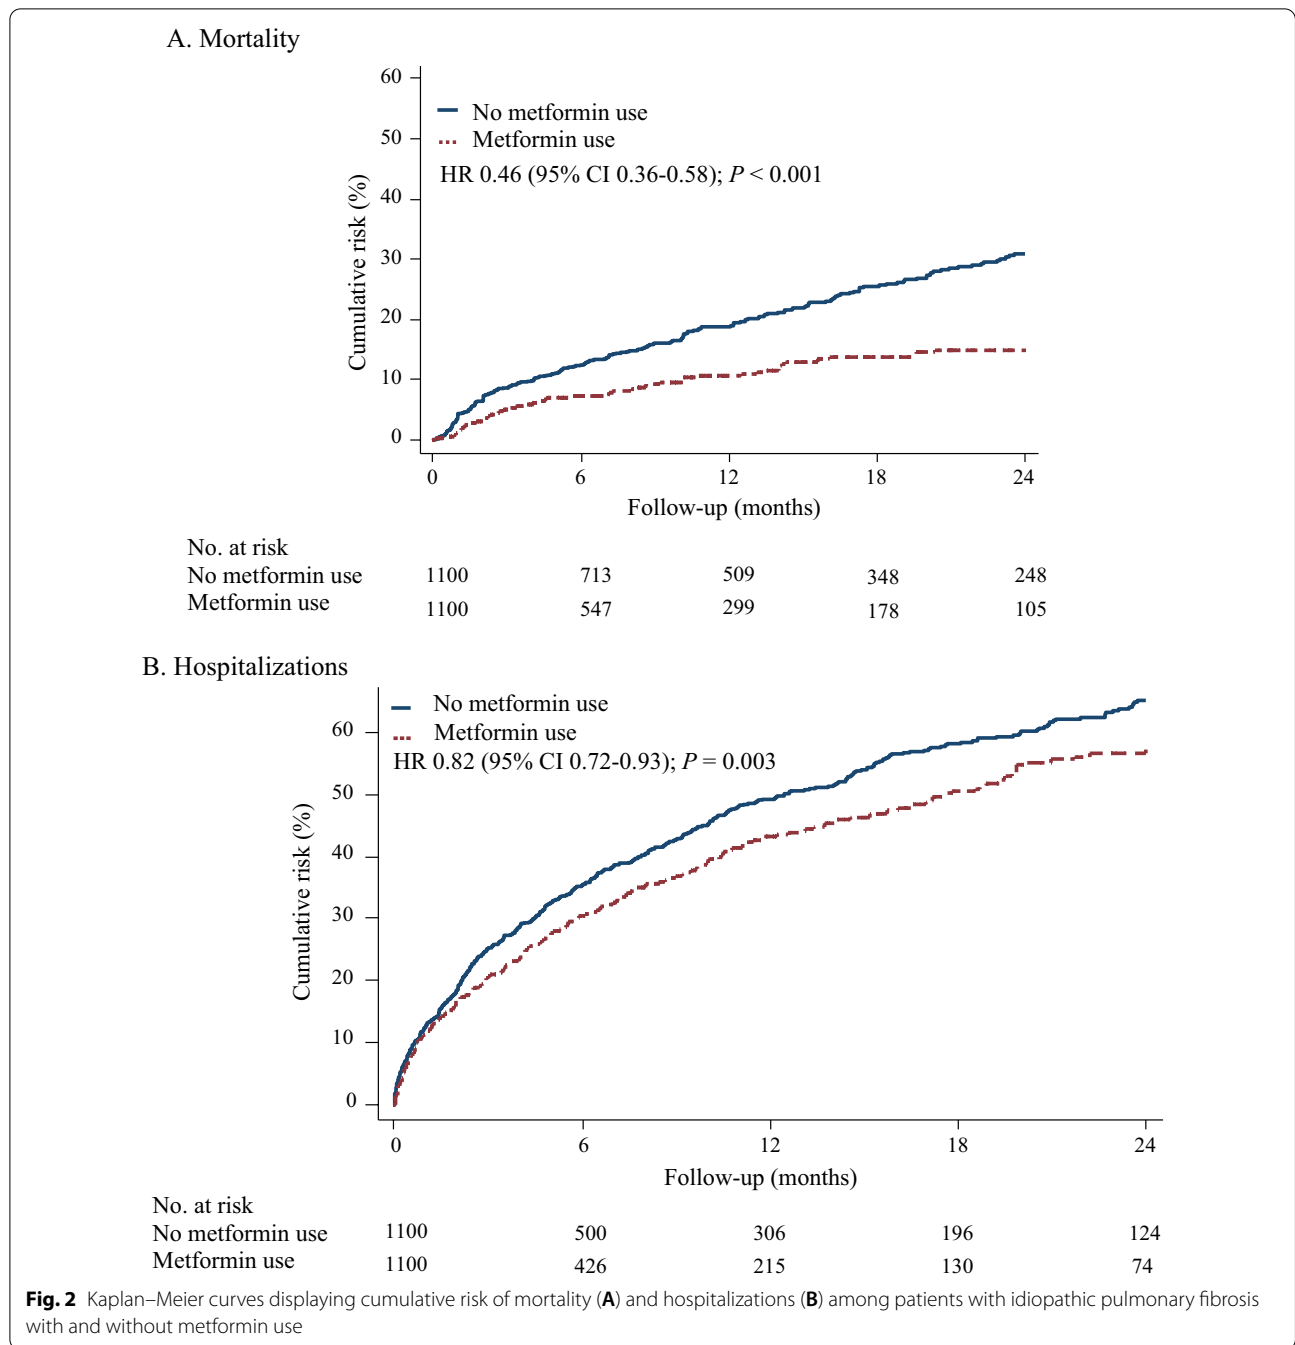 A. Mortality
60
50
40
30
20
10
0
Cumulative risk (%)
No metformin use
Metformin use
HR 0.46 (95% CI 0.36-0.58); P < 0.001
0 6 12 18 24
Follow-up (months)
No. at risk
No metformin use 1100 713 509 348 248
Metformin use 1100 547 299 178 105
B. Hospitalizations
No metformin use
Metformin use
HR 0.82 (95% CI 0.72-0.93); P = 0.003
60
50
40
30
20
10
0
Cumulative risk (%)
0 6 12 18 24
Follow-up (months)
No. at risk
No metformin use 1100 500 306 196 124
Metformin use 1100 426 215 130 74
Fig. 2 Kaplan–Meier curves displaying cumulative risk of mortality (A) and hospitalizations (B) among patients with idiopathic pulmonary fibrosis
with and without metformin use